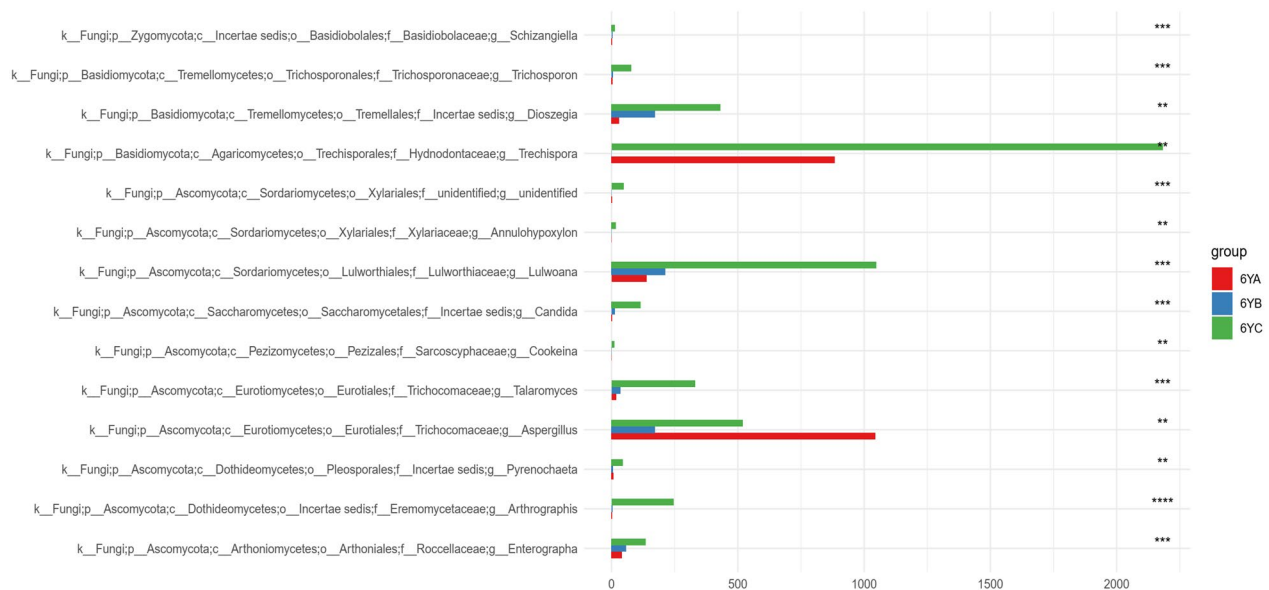 k__Fungi;p__Zygomycota;c__Incertae sedis;o__Basidiobolales;f__Basidiobolaceae;g__Schizangiella ***
k__Fungi;p__Basidiomycota;c__Tremellomycetes;o__Trichosporonales;f__Trichosporonaceae;g__Trichosporon ***
k__Fungi;p__Basidiomycota;c__Tremellomycetes;o__Tremellales;f__Incertae sedis;g__Dioszegia **
k__Fungi;p__Basidiomycota;c__Agaricomycetes;o__Trechisporales;f__Hydnodontaceae;g__Trechispora **
k__Fungi;p__Ascomycota;c__Sordariomycetes;o__Xylariales;f__unidentified;g__unidentified ***
k__Fungi;p__Ascomycota;c__Sordariomycetes;o__Xylariales;f__Xylariaceae;g__Annulohypoxylon **
k__Fungi;p__Ascomycota;c__Sordariomycetes;o__Lulworthiales;f__Lulworthiaceae;g__Lulwoana ***
k__Fungi;p__Ascomycota;c__Saccharomycetes;o__Saccharomycetales;f__Incertae sedis;g__Candida ***
k__Fungi;p__Ascomycota;c__Pezizomycetes;o__Pezizales;f__Sarcoscyphaceae;g__Cookeina **
k__Fungi;p__Ascomycota;c__Eurotiomycetes;o__Eurotiales;f__Trichocomaceae;g__Talaromyces ***
k__Fungi;p__Ascomycota;c__Eurotiomycetes;o__Eurotiales;f__Trichocomaceae;g__Aspergillus **
k__Fungi;p__Ascomycota;c__Dothideomycetes;o__Pleosporales;f__Incertae sedis;g__Pyrenochaeta **
k__Fungi;p__Ascomycota;c__Dothideomycetes;o__Incertae sedis;f__Eremomycetaceae;g__Arthrographis ****
k__Fungi;p__Ascomycota;c__Arthoniomycetes;o__Arthoniales;f__Roccellaceae;g__Enterographa ***
0 500 1000 1500 2000
group
6YA
6YB
6YC